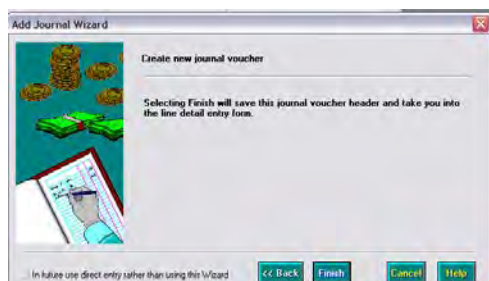 Add Journal Wizard
Create new journal voucher
Selecting Finish will save this journal voucher header and take you into
the line detail entry form.
In future use direct entry rather than using this Wizard
<< Back
Finish
Cancel
Help